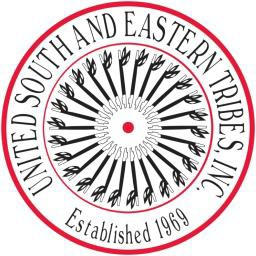 UNITED SOUTH AND EASTERN TRIBES, INC
Established 1969